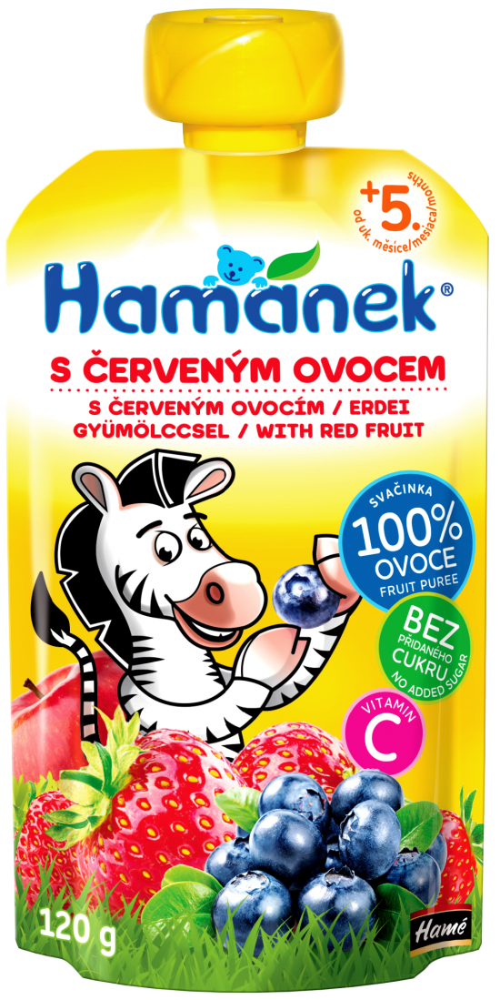 +5.
od uk. měsíce/mesiaca/months
Hamánek®
S ČERVENÝM OVOCEM
S ČERVENÝM OVOCÍM / ERDEI
GYÜMÖLCCSEL / WITH RED FRUIT
SVAČINKA
100%
OVOCE
FRUIT PUREE
BEZ
PŘIDANÉHO
CUKRU
NO ADDED SUGAR
VITAMIN
C
120 g
Hamé